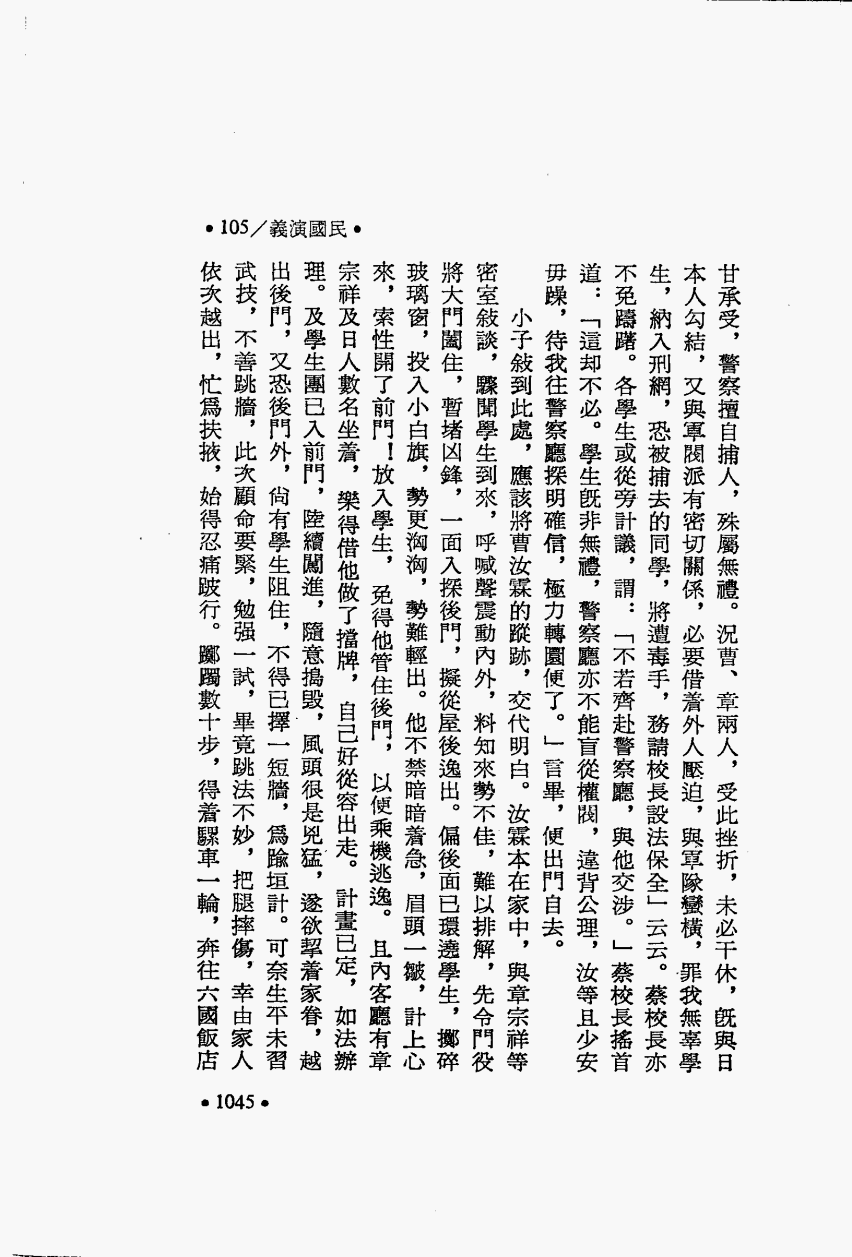 •105/義演國民•
甘承受，警察擅自捕人，殊屬無禮。況曹、章兩人，受此挫折，未必干休，既與日
本人勾結，又與軍閥派有密切關係，必要借着外人壓迫，與軍隊蠻橫，罪我無辜學
生，納入刑網，恐被捕去的同學，將遭毒手，務請校長設法保全」云云。蔡校長亦
不免躊躇。各學生或從旁計議，謂：「不若齊赴警察廳，與他交涉。」蔡校長搖首
道：「這却不必。學生既非無禮，警察廳亦不能盲從權閥，違背公理，汝等且少安
毋躁，待我往警察廳探明確信，極力轉圜便了。」言畢，便出門自去。
小子敍到此處，應該將曹汝霖的蹤跡，交代明白。汝霖本在家中，與章宗祥等
密室敍談，驟聞學生到來，呼喊聲震動內外，料知來勢不佳，難以排解，先令門役
將大門闔住，暫堵凶鋒，一面入探後門，擬從屋後逸出。偏後面已環遶學生，擲碎
玻璃窗，投入小白旗，勢更洶洶，勢難輕出。他不禁暗暗着急，眉頭一皺，計上心
來，索性開了前門！放入學生，免得他管住後門，以便乘機逃逸。且內客廳有章
宗祥及日人數名坐着，樂得借他做了擋牌，自己好從容出走。計畫已定，如法辦
理。及學生團已入前門，陸續闖進，隨意搗毀，風頭很是兇猛，遂欲挈着家眷，越
出後門，又恐後門外，尚有學生阻住，不得已擇一短牆，爲踰垣計。可奈生平未習
武技，不善跳牆，此次顧命要緊，勉强一試，畢竟跳法不妙，把腿摔傷，幸由家人
依次越出，忙爲扶掖，始得忍痛跛行。躑躅數十步，得着騾車一輪，奔往六國飯店
•1045•